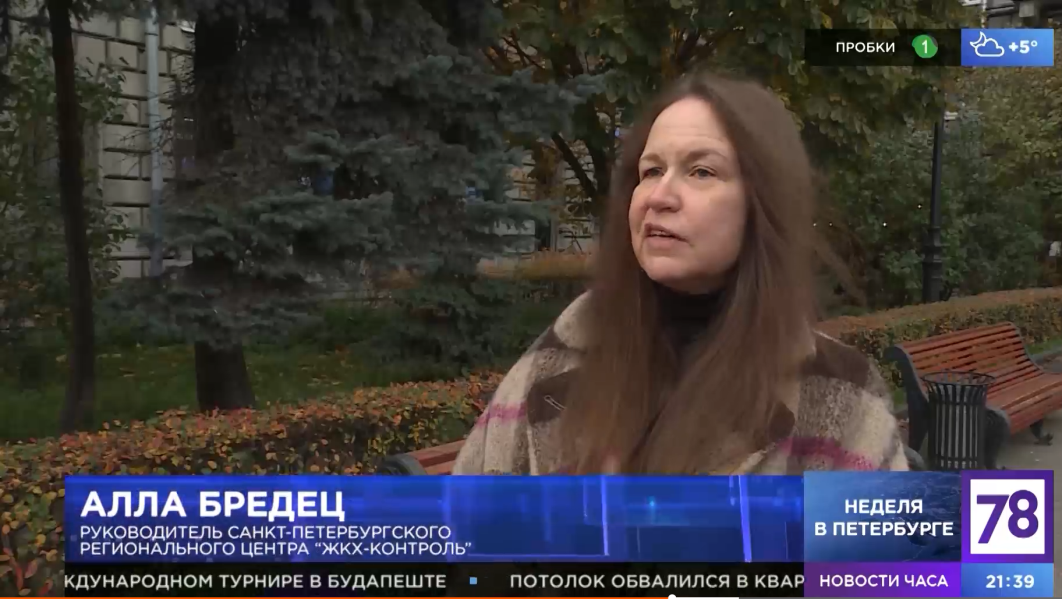 ПРОБКИ 1 +5°
АЛЛА БРЕДЕЦ
РУКОВОДИТЕЛЬ САНКТ-ПЕТЕРБУРГСКОГО
РЕГИОНАЛЬНОГО ЦЕНТРА “ЖКХ-КОНТРОЛЬ”
НЕДЕЛЯ
В ПЕТЕРБУРГЕ
78
ЖДУНАРОДНОМ ТУРНИРЕ В БУДАПЕШТЕ ▪ ПОТОЛОК ОБВАЛИЛСЯ В КВАР
НОВОСТИ ЧАСА
21:39